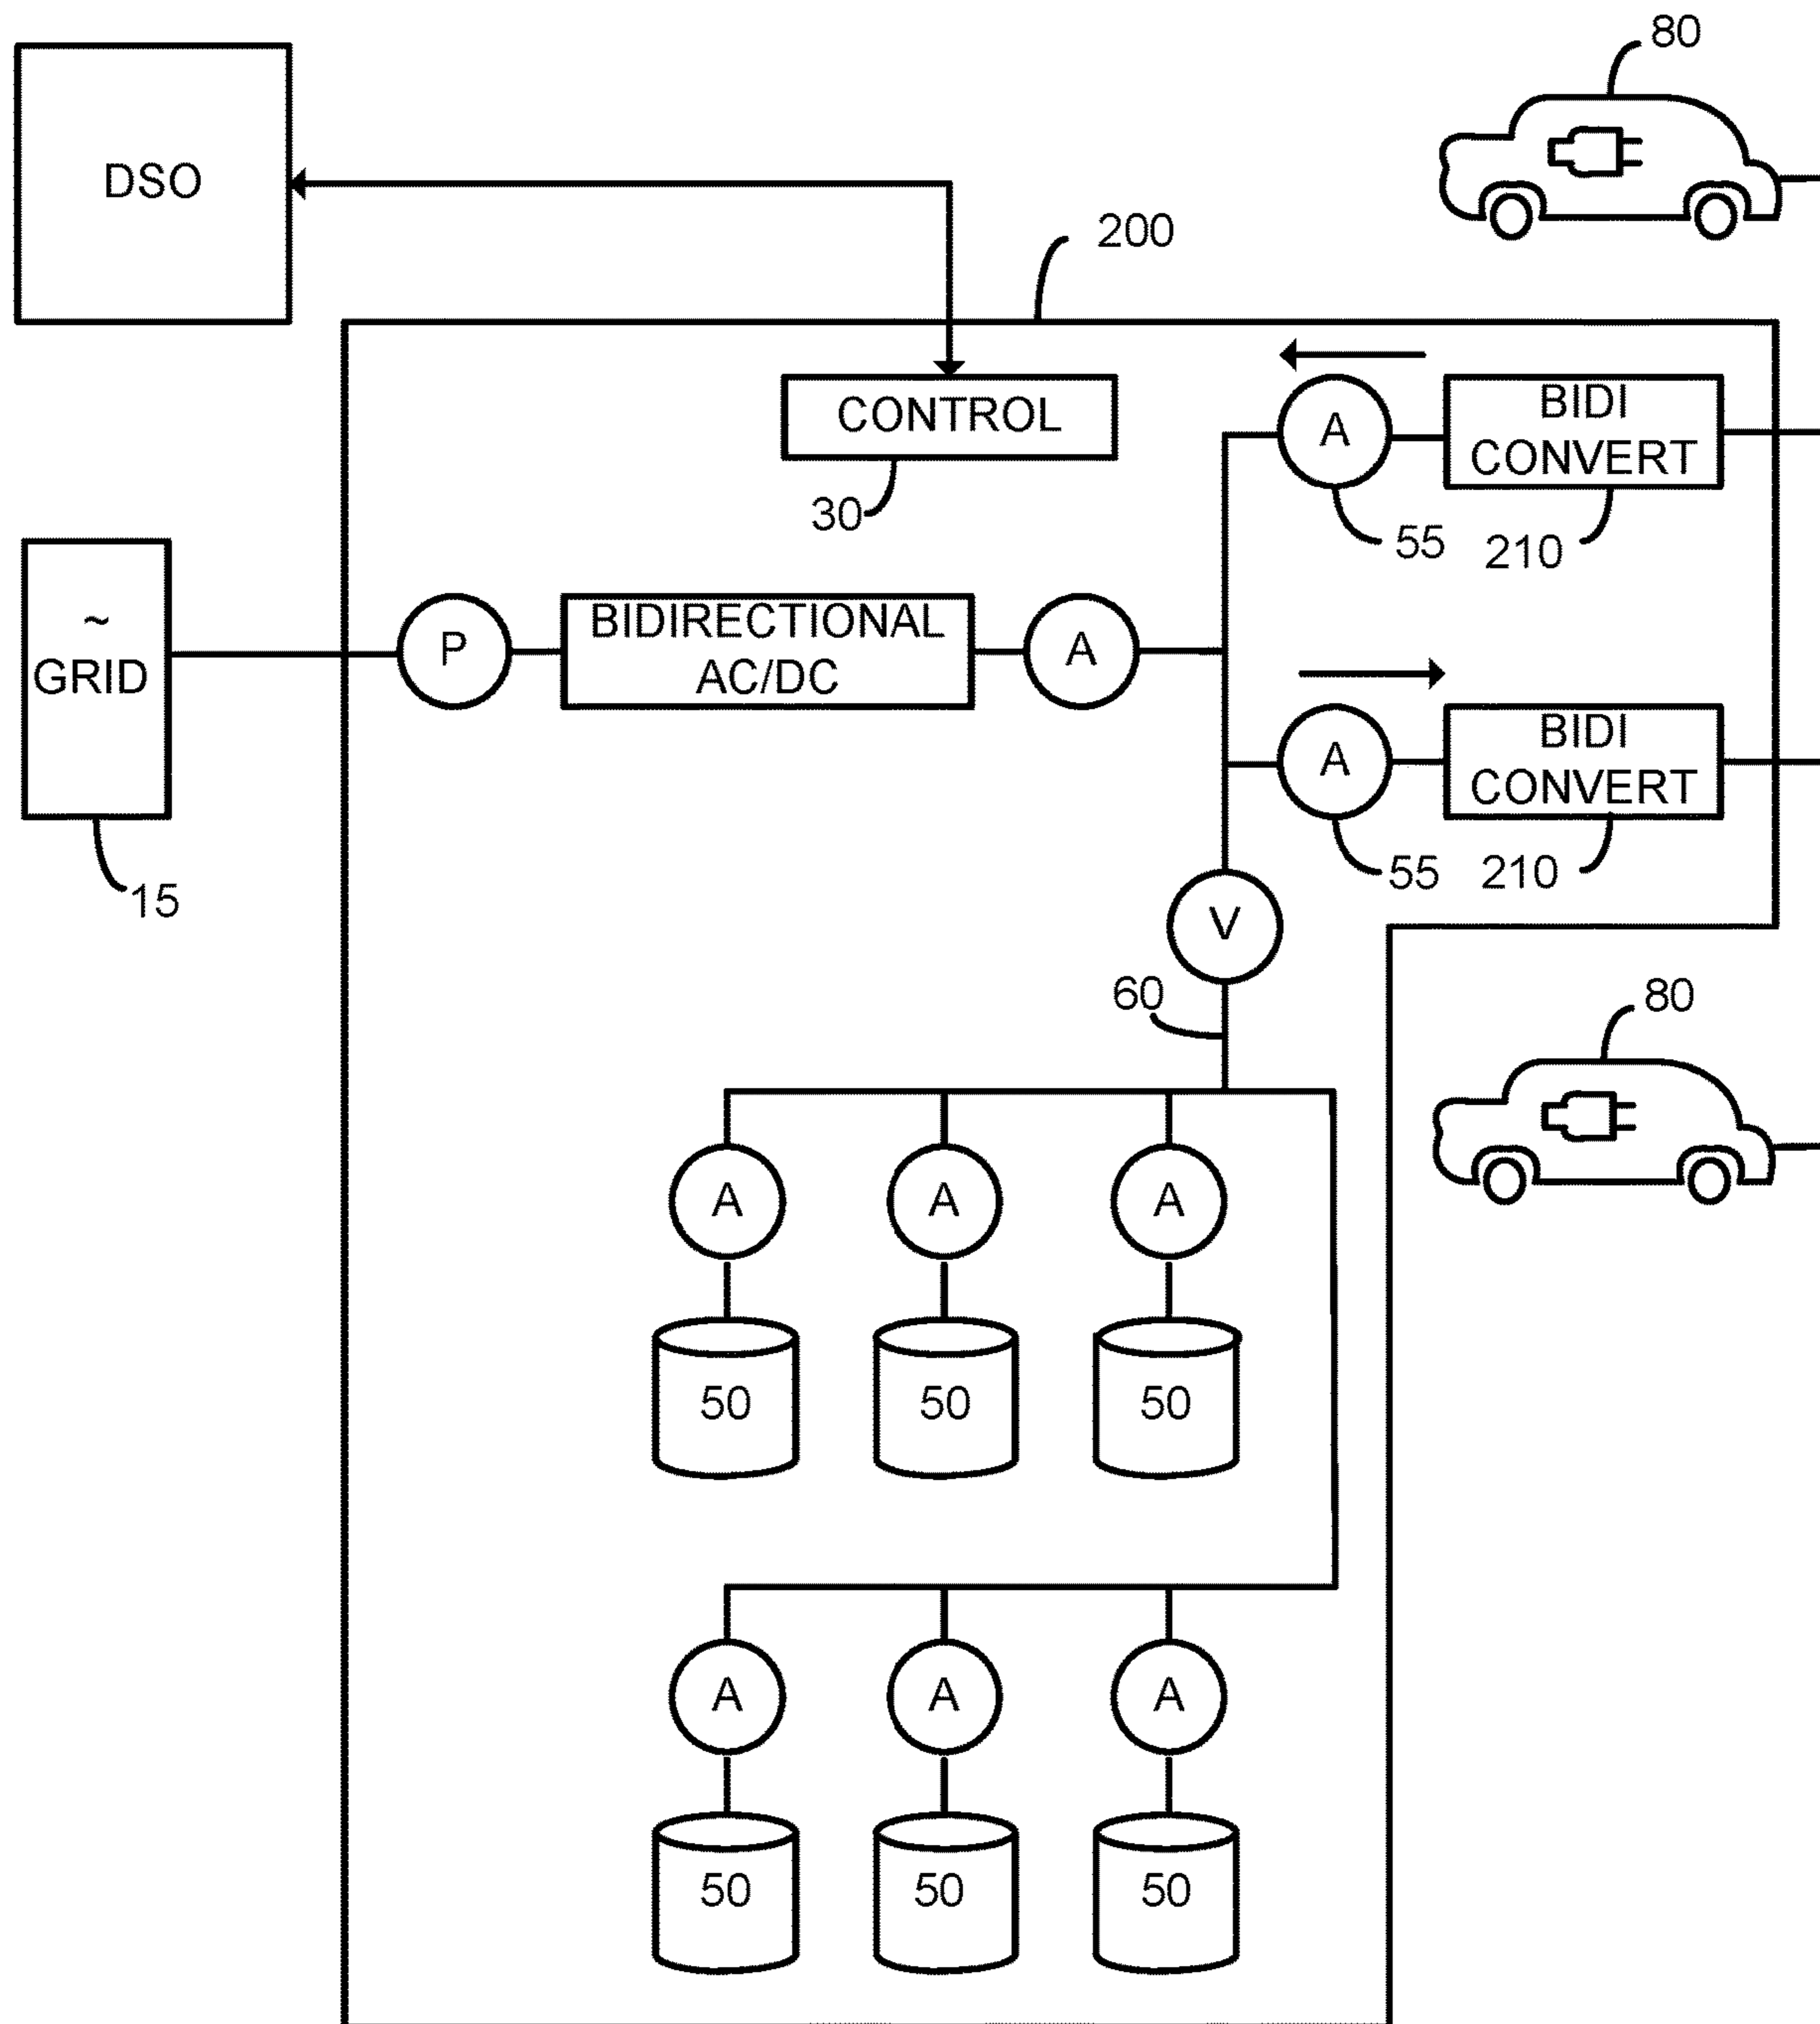 80
DSO
200
CONTROL
30
A
BIDI
CONVERT
55
210
~
GRID
15
P
BIDIRECTIONAL
AC/DC
A
A
BIDI
CONVERT
55
210
V
60
80
A
A
A
50
50
50
A
A
A
50
50
50